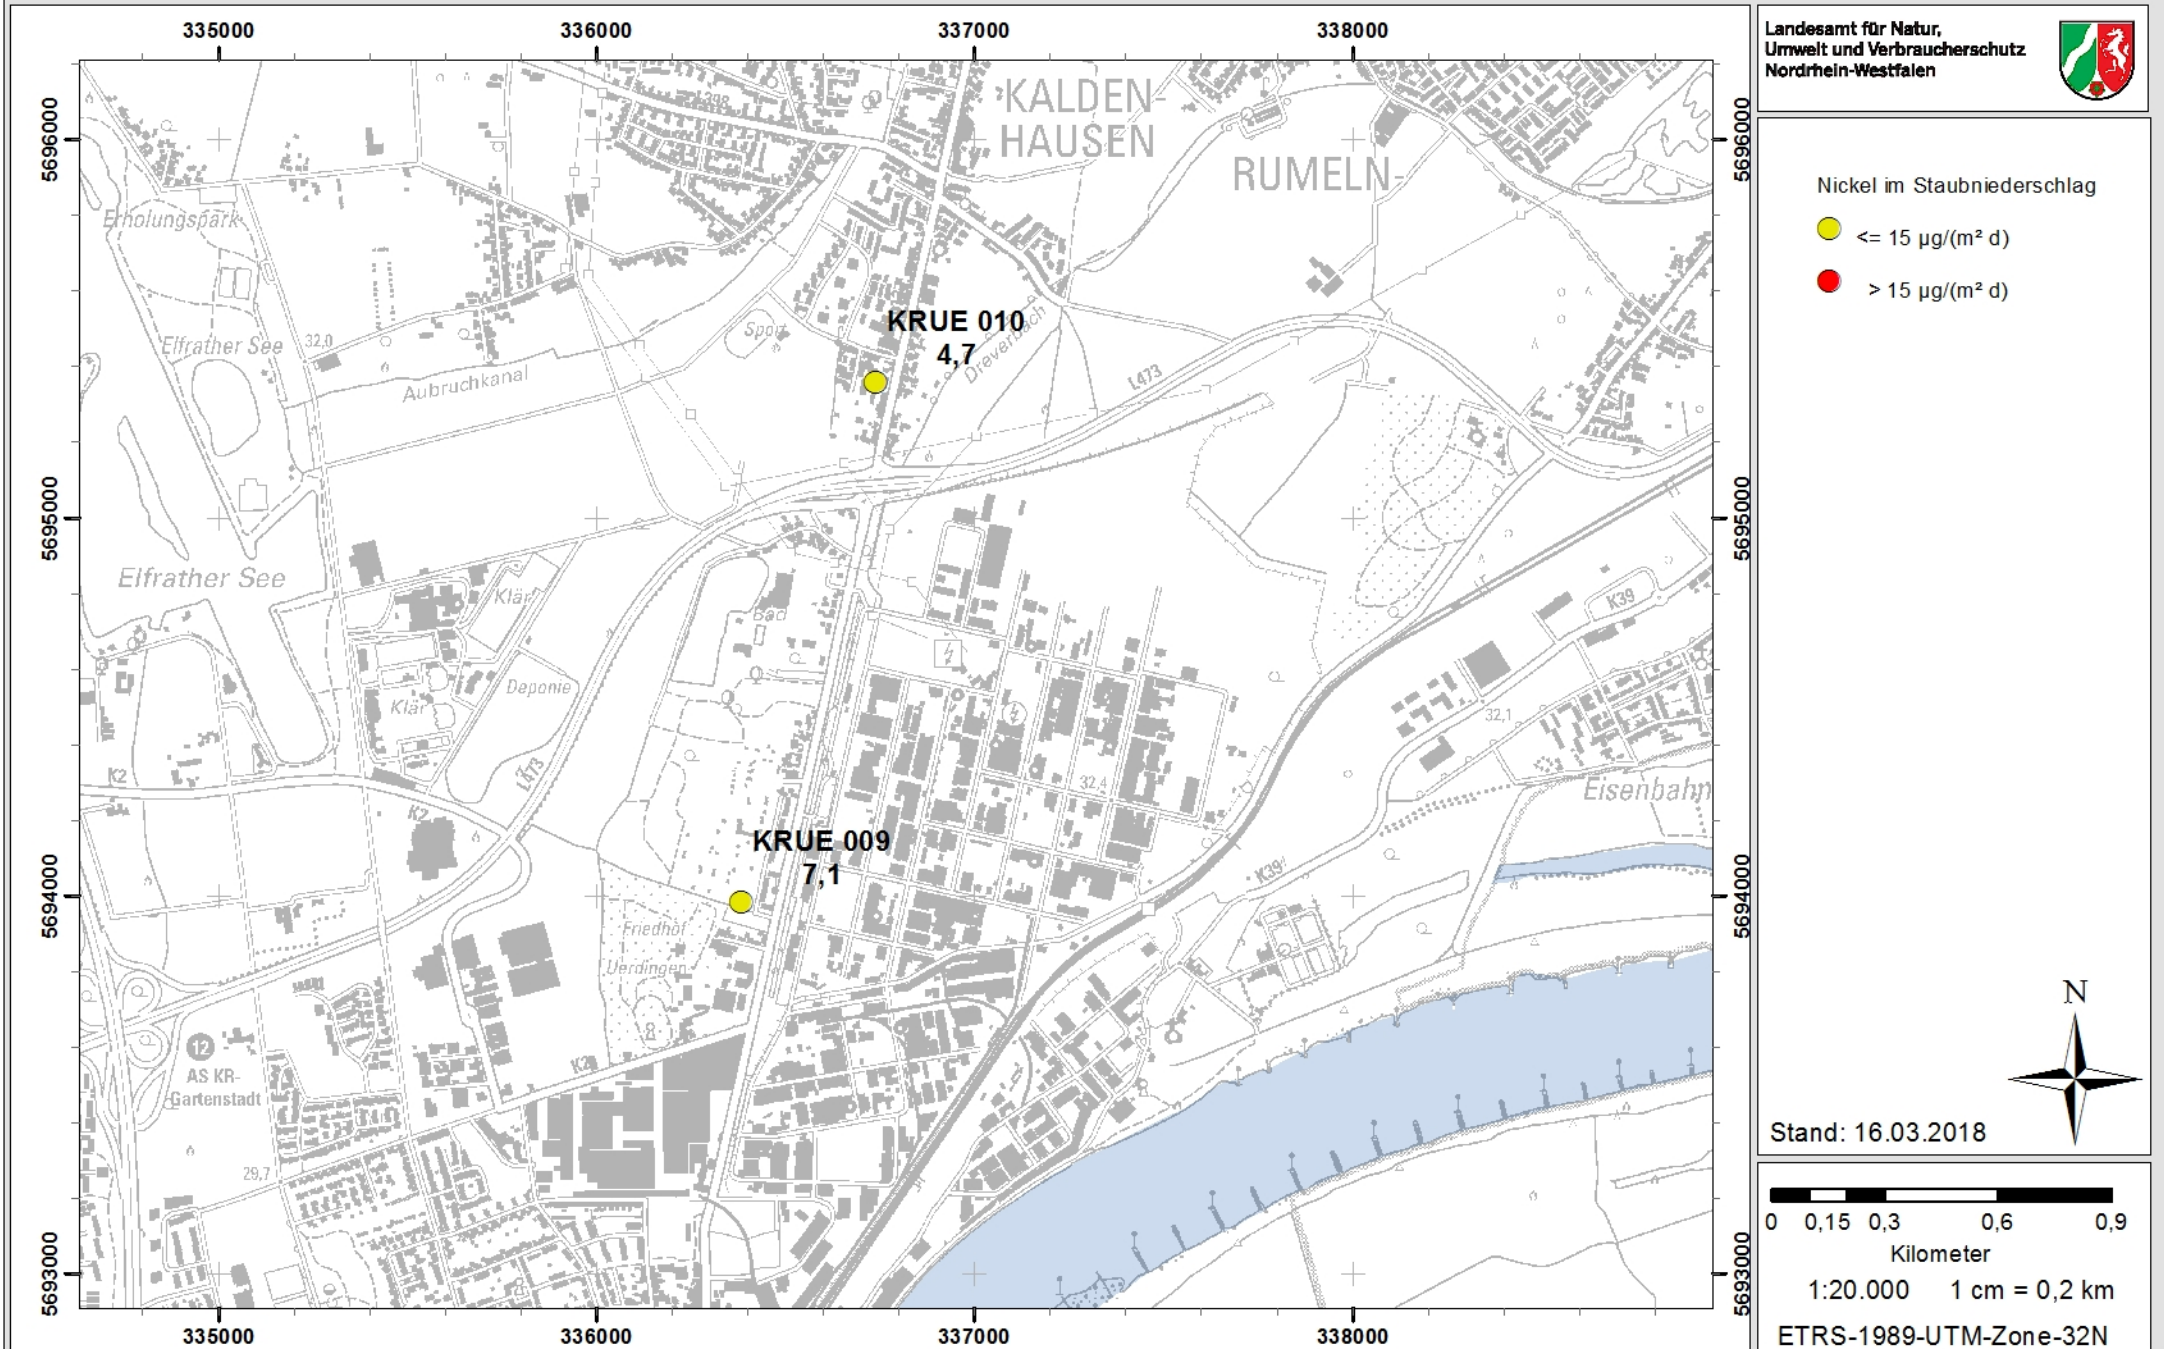 335000 336000 337000 338000
Landesamt für Natur,
Umwelt und Verbraucherschutz
Nordrhein-Westfalen
5696000
5695000
5694000
5693000
5696000
5695000
5694000
5693000
KALDEN-
HAUSEN
RUMELN-
Erholungspark
Elfrather See
32,0
Aubruchkanal
Sport
KRUE 010
4,7
Dreverbach
L473
Elfrather See
Klär
Bad
Deponie
Klär
K39
32,1
K2
L473
K2
32,4
Eisenbahn
KRUE 009
7,1
K39
Friedhof
Uerdingen
12
AS KR-
Gartenstadt
K2
29,7
335000 336000 337000 338000
Nickel im Staubniederschlag
<= 15 µg/(m² d)
> 15 µg/(m² d)
N
Stand: 16.03.2018
0 0,15 0,3 0,6 0,9
Kilometer
1:20.000 1 cm = 0,2 km
ETRS-1989-UTM-Zone-32N